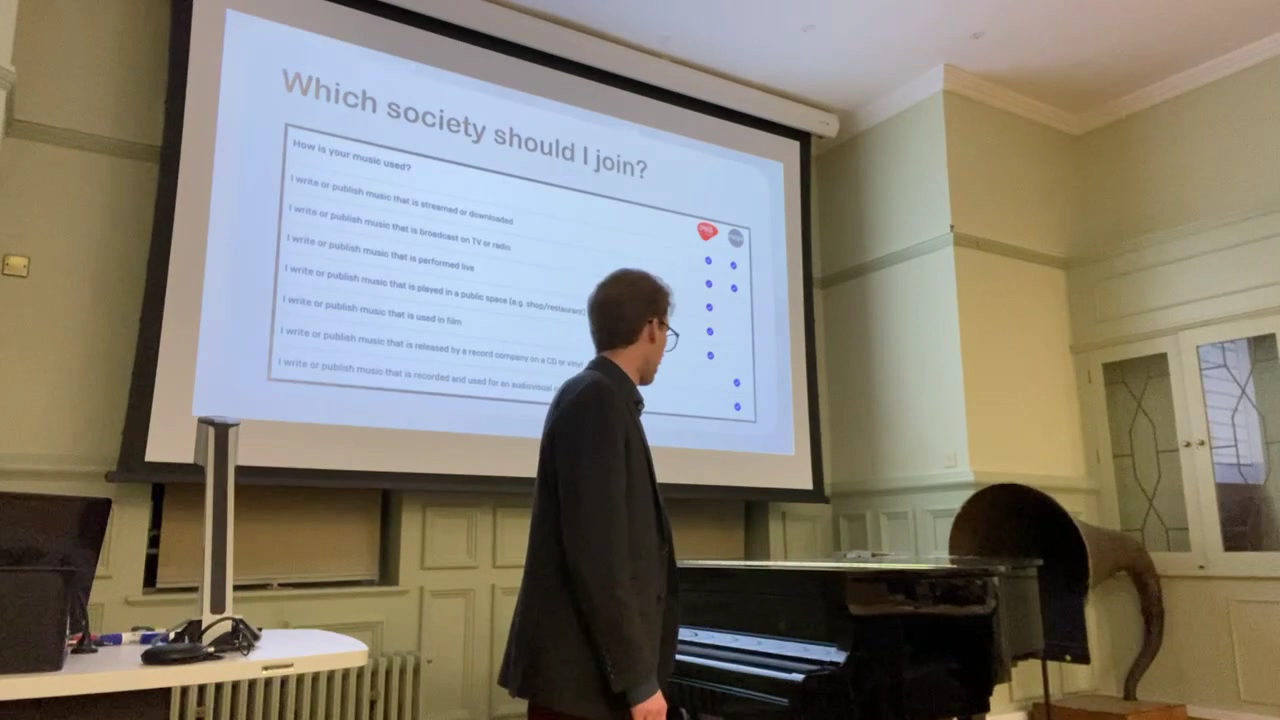 Which society should I join?
How is your music used?
I write or publish music that is streamed or downloaded
I write or publish music that is broadcast on TV or radio
I write or publish music that is performed live
I write or publish music that is played in a public space (e.g. shop/restaurant)
I write or publish music that is used in film
I write or publish music that is released by a record company on a CD or vinyl
I write or publish music that is recorded and used for an audiovisual